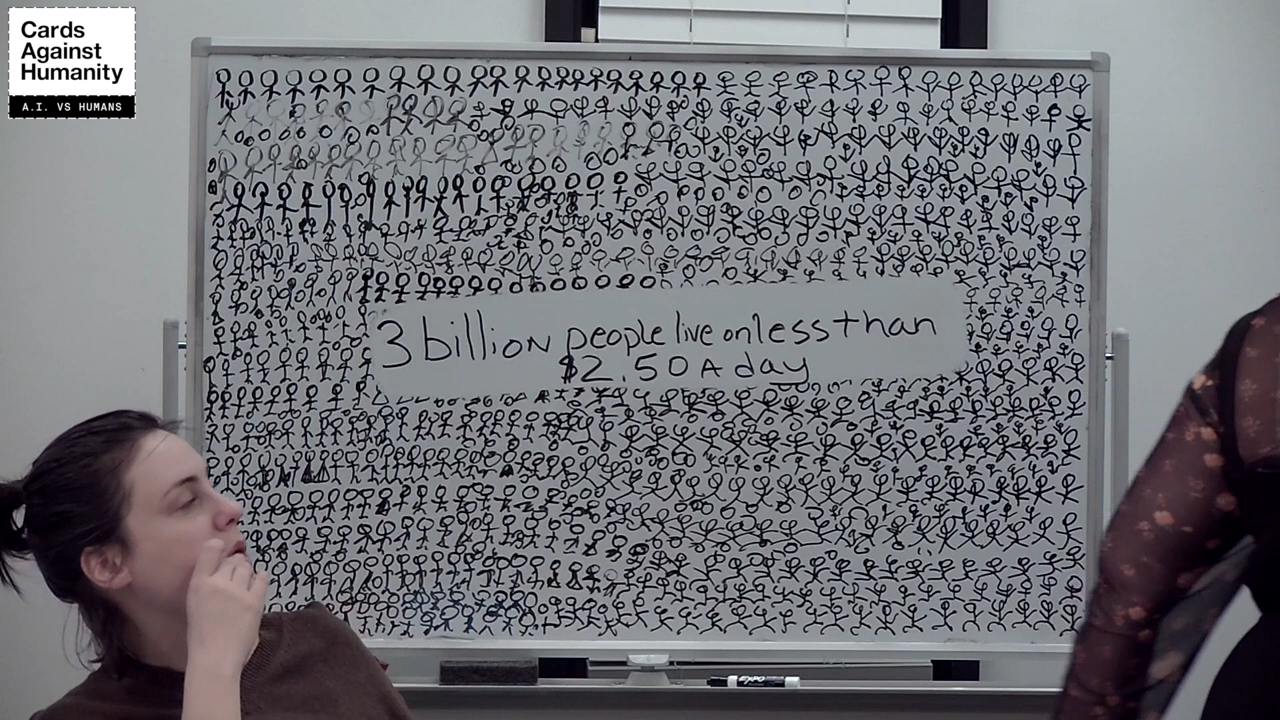 Cards
Against
Humanity
A.I. VS HUMANS
3 billion people live on less than
$2.50 A day
EXPO